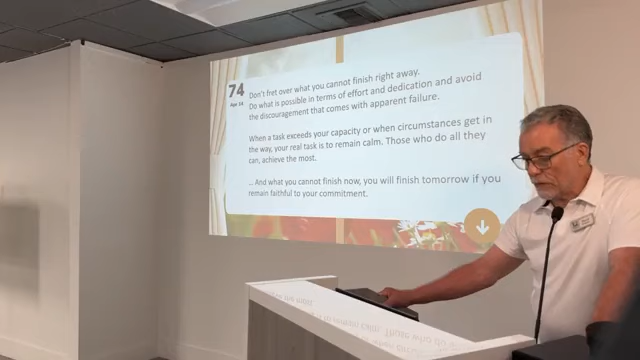 74
Don't fret over what you cannot finish right away.
Do what is possible in terms of effort and dedication and avoid
the discouragement that comes with apparent failure.
When a task exceeds your capacity or when circumstances get in
the way, your real task is to remain calm. Those who do all they
can, achieve the most.
... And what you cannot finish now, you will finish tomorrow if you
remain faithful to your commitment.